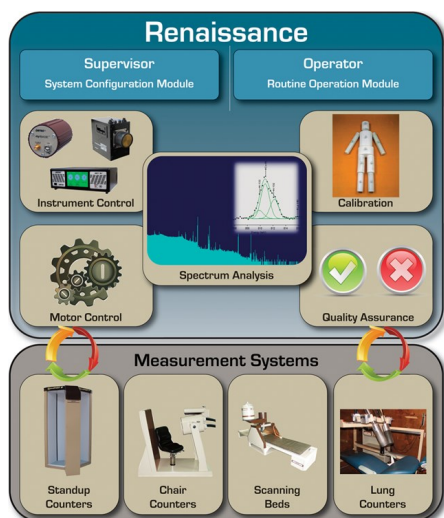 Renaissance
Supervisor
System Configuration Module
Operator
Routine Operation Module
Instrument Control
Calibration
Spectrum Analysis
Motor Control
Quality Assurance
Measurement Systems
Standup
Counters
Chair
Counters
Scanning
Beds
Lung
Counters